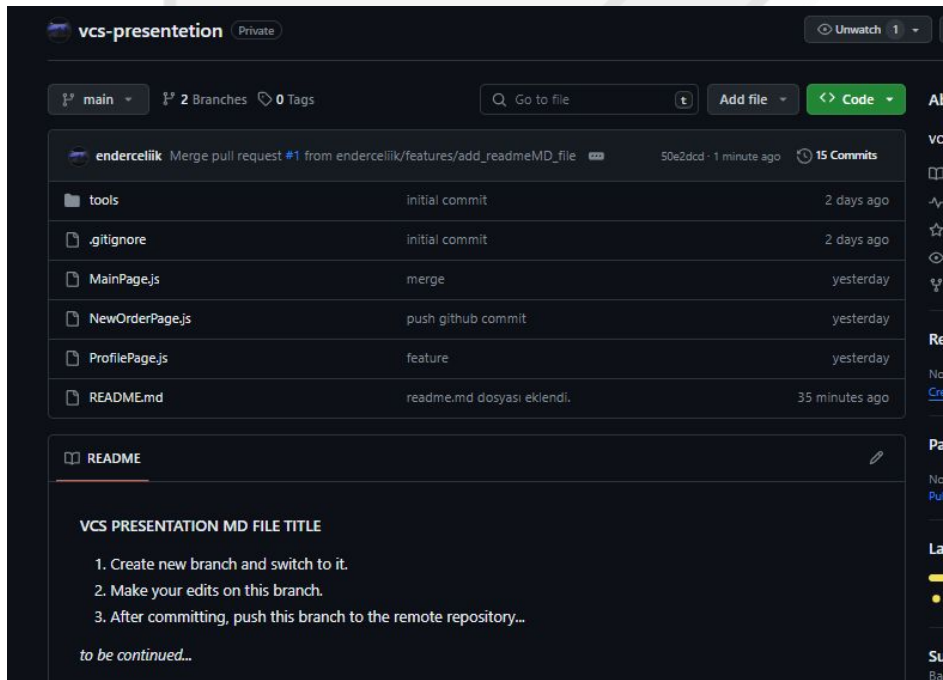 vcs-presentetion Private
Unwatch 1
main 2 Branches 0 Tags
Go to file t Add file Code
enderceliik Merge pull request #1 from enderceliik/features/add_readmeMD_file 50e2dcd · 1 minute ago 15 Commits
tools initial commit 2 days ago
.gitignore initial commit 2 days ago
MainPage.js merge yesterday
NewOrderPage.js push github commit yesterday
ProfilePage.js feature yesterday
README.md readme.md dosyası eklendi. 35 minutes ago
README
VCS PRESENTATION MD FILE TITLE
1. Create new branch and switch to it.
2. Make your edits on this branch.
3. After committing, push this branch to the remote repository...
to be continued...